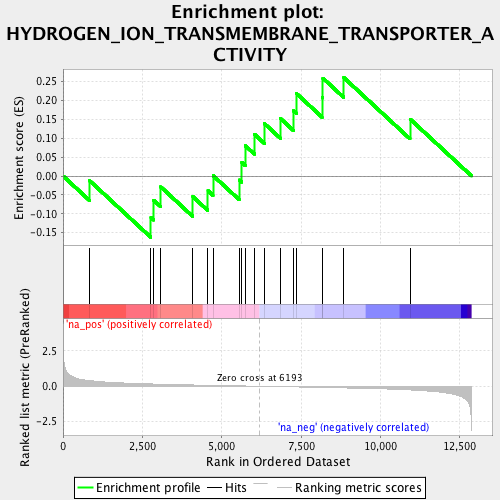 Enrichment plot:
HYDROGEN_ION_TRANSMEMBRANE_TRANSPORTER_A
CTIVITY
Enrichment score (ES)
0.25
0.20
0.15
0.10
0.05
0.00
-0.05
-0.10
-0.15
'na_pos' (positively correlated)
Ranked list metric (PreRanked)
2.5
0.0
-2.5
Zero cross at 6193
'na_neg' (negatively correlated)
0
2,500
5,000
7,500
10,000
12,500
Rank in Ordered Dataset
Enrichment profile
Hits
Ranking metric scores